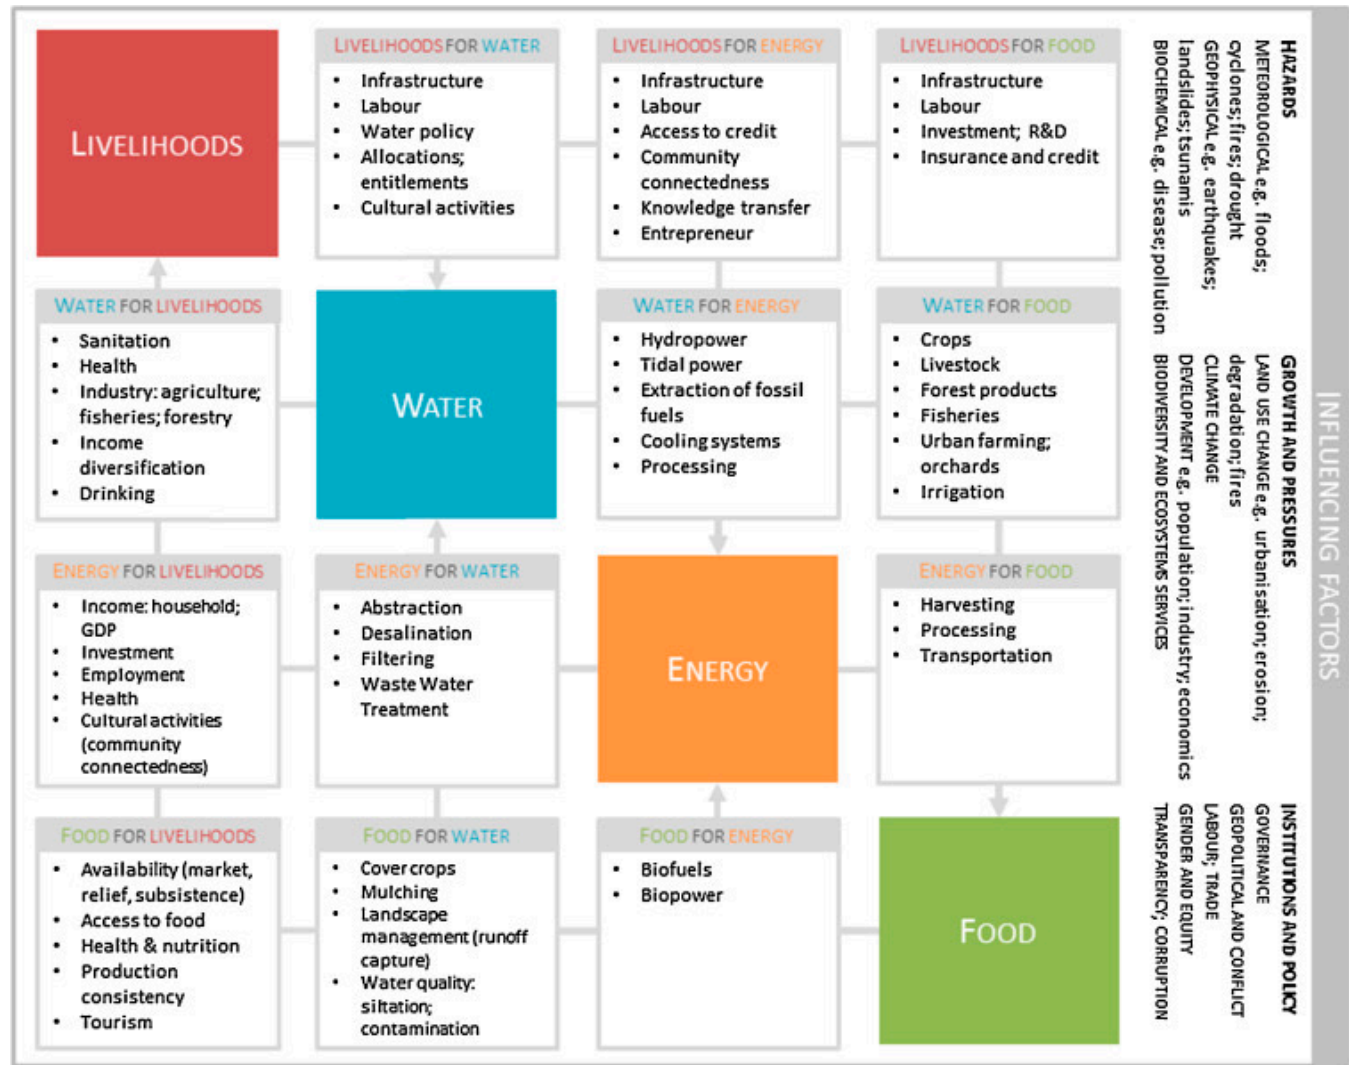 LIVELIHOODS
LIVELIHOODS FOR WATER
• Infrastructure
• Labour
• Water policy
• Allocations;
entitlements
• Cultural activities
LIVELIHOODS FOR ENERGY
• Infrastructure
• Labour
• Access to credit
• Community
connectedness
• Knowledge transfer
• Entrepreneur
LIVELIHOODS FOR FOOD
• Infrastructure
• Labour
• Investment; R&D
• Insurance and credit
WATER FOR LIVELIHOODS
• Sanitation
• Health
• Industry: agriculture;
fisheries; forestry
• Income
diversification
• Drinking
WATER
WATER FOR ENERGY
• Hydropower
• Tidal power
• Extraction of fossil
fuels
• Cooling systems
• Processing
WATER FOR FOOD
• Crops
• Livestock
• Forest products
• Fisheries
• Urban farming;
orchards
• Irrigation
ENERGY FOR LIVELIHOODS
• Income: household;
GDP
• Investment
• Employment
• Health
• Cultural activities
(community
connectedness)
ENERGY FOR WATER
• Abstraction
• Desalination
• Filtering
• Waste Water
Treatment
ENERGY
ENERGY FOR FOOD
• Harvesting
• Processing
• Transportation
FOOD FOR LIVELIHOODS
• Availability (market,
relief, subsistence)
• Access to food
• Health & nutrition
• Production
consistency
• Tourism
FOOD FOR WATER
• Cover crops
• Mulching
• Landscape
management (runoff
capture)
• Water quality:
siltation;
contamination
FOOD FOR ENERGY
• Biofuels
• Biopower
FOOD
HAZARDS
METEOROLOGICAL e.g. floods;
cyclones; fires; drought
GEOPHYSICAL e.g. earthquakes;
landslides; tsunamis
BIOCHEMICAL e.g. disease; pollution
GROWTH AND PRESSURES
LAND USE CHANGE e.g. urbanisation; erosion;
degradation; fires
CLIMATE CHANGE
DEVELOPMENT e.g. population; industry; economics
BIODIVERSITY AND ECOSYSTEMS SERVICES
INSTITUTIONS AND POLICY
GOVERNANCE
GEOPOLITICAL AND CONFLICT
LABOUR; TRADE
GENDER AND EQUITY
TRANSPARENCY; CORRUPTION
INFLUENCING FACTORS